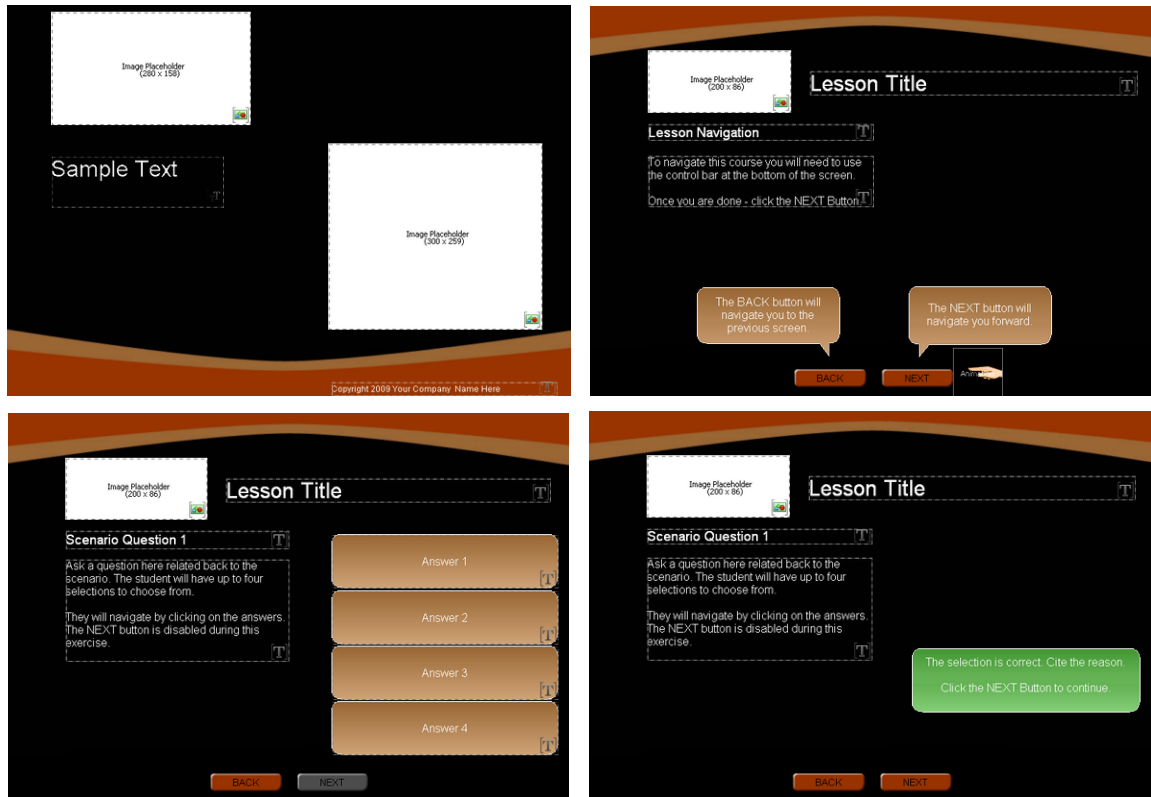 Image Placeholder
(280 x 158)
Sample Text
T
Image Placeholder
(300 x 259)
Copyright 2009 Your Company Name Here
T
Image Placeholder
(200 x 86)
Lesson Title
T
Lesson Navigation
T
To navigate this course you will need to use
the control bar at the bottom of the screen.
Once you are done - click the NEXT Button
T
The BACK button will
navigate you to the
previous screen.
The NEXT button will
navigate you forward.
BACK
NEXT
Image Placeholder
(200 x 86)
Lesson Title
T
Scenario Question 1
T
Ask a question here related back to the
scenario. The student will have up to four
selections to choose from.
They will navigate by clicking on the answers.
The NEXT button is disabled during this
exercise.
T
Answer 1
T
Answer 2
T
Answer 3
T
Answer 4
T
BACK
NEXT
Image Placeholder
(200 x 86)
Lesson Title
T
Scenario Question 1
T
Ask a question here related back to the
scenario. The student will have up to four
selections to choose from.
They will navigate by clicking on the answers.
The NEXT button is disabled during this
exercise.
T
The selection is correct. Cite the reason.
Click the NEXT Button to continue.
BACK
NEXT